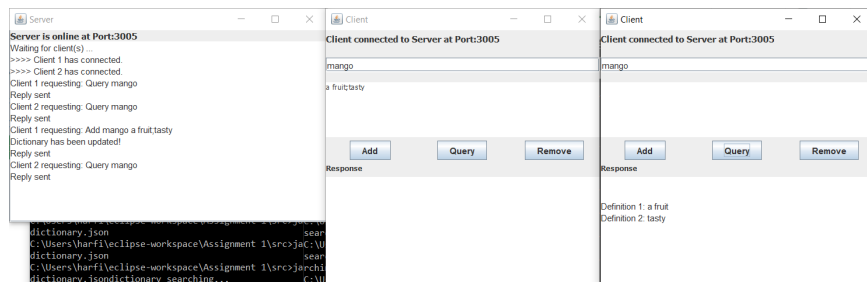 Server
Server is online at Port:3005
Waiting for client(s) ...
>>>> Client 1 has connected.
>>>> Client 2 has connected.
Client 1 requesting: Query mango
Reply sent
Client 2 requesting: Query mango
Reply sent
Client 1 requesting: Add mango a fruit;tasty
Dictionary has been updated!
Reply sent
Client 2 requesting: Query mango
Reply sent
Client
Client connected to Server at Port:3005
mango
a fruit;tasty
Add Query Remove
Response
Client
Client connected to Server at Port:3005
mango
Add Query Remove
Response
Definition 1: a fruit
Definition 2: tasty
dictionary.json sear
C:\Users\harfi\eclipse-workspace\Assignment 1\src>jaC:\U
dictionary.json sear
C:\Users\harfi\eclipse-workspace\Assignment 1\src>jarchi
dictionary.jsondictionary searching... C:\U